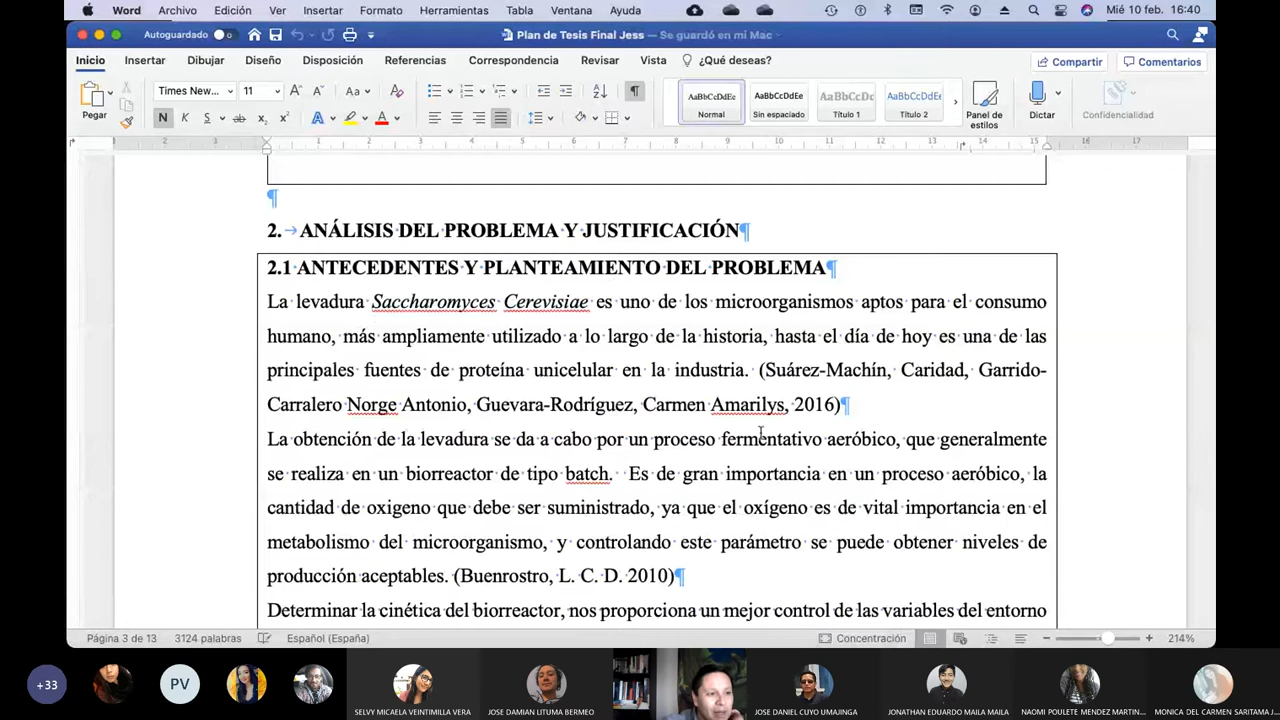 Word Archivo Edición Ver Insertar Formato Herramientas Tabla Ventana Ayuda Mié 10 feb. 16:40
Autoguardado Plan de Tesis Final Jess — Se guardó en mi Mac
Inicio Insertar Dibujar Diseño Disposición Referencias Correspondencia Revisar Vista ¿Qué deseas? Compartir Comentarios
Pegar Times New... 11 AaBbCcDdEe Normal AaBbCcDdEe Sin espaciado AaBbCcDc Título 1 AaBbCcDdEe Título 2 Panel de estilos Dictar Confidencialidad
2. ANÁLISIS DEL PROBLEMA Y JUSTIFICACIÓN
2.1 ANTECEDENTES Y PLANTEAMIENTO DEL PROBLEMA
La levadura Saccharomyces Cerevisiae es uno de los microorganismos aptos para el consumo
humano, más ampliamente utilizado a lo largo de la historia, hasta el día de hoy es una de las
principales fuentes de proteína unicelular en la industria. (Suárez-Machín, Caridad, Garrido-
Carralero Norge Antonio, Guevara-Rodríguez, Carmen Amarilys, 2016)
La obtención de la levadura se da a cabo por un proceso fermentativo aeróbico, que generalmente
se realiza en un biorreactor de tipo batch. Es de gran importancia en un proceso aeróbico, la
cantidad de oxigeno que debe ser suministrado, ya que el oxígeno es de vital importancia en el
metabolismo del microorganismo, y controlando este parámetro se puede obtener niveles de
producción aceptables. (Buenrostro, L. C. D. 2010)
Determinar la cinética del biorreactor, nos proporciona un mejor control de las variables del entorno
Página 3 de 13 3124 palabras Español (España) Concentración 214%
+33 PV SELVY MICAELA VEINTIMILLA VERA JOSE DAMIAN LITUMA BERMEO JOSE DANIEL CUYO UMAJINGA JONATHAN EDUARDO MAILA MAILA NAOMI POULETE MENDEZ MARTIN... MONICA DEL CARMEN SARITAMA J...